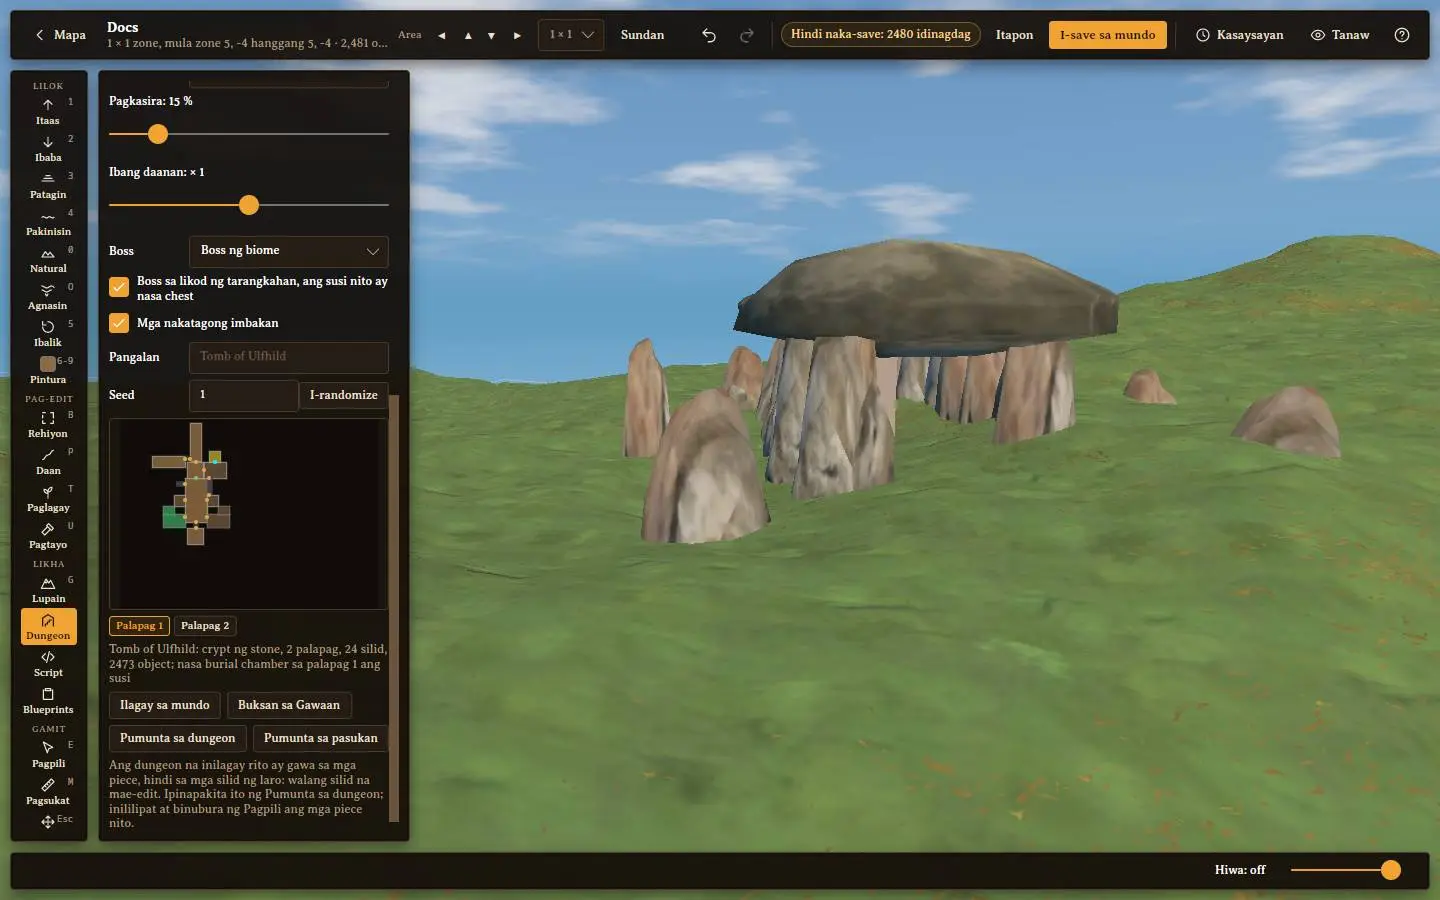 Mapa
Docs
1 × 1 zone, mula zone 5, -4 hanggang 5, -4 · 2,481 o...
Area
1 × 1
Sundan
Hindi naka-save: 2480 idinagdag
Itapon
I-save sa mundo
Kasaysayan
Tanaw
LILOK
1
Itaas
2
Ibaba
3
Patagin
4
Pakinisin
0
Natural
O
Agnasin
5
Ibalik
6-9
Pintura
PAG-EDIT
B
Rehiyon
P
Daan
T
Paglagay
U
Pagtayo
LIKHA
G
Lupain
Dungeon
Script
Blueprints
GAMIT
E
Pagpili
M
Pagsukat
Esc
Pagkasira: 15 %
Ibang daanan: × 1
Boss
Boss ng biome
Boss sa likod ng tarangkahan, ang susi nito ay
nasa chest
Mga nakatagong imbakan
Pangalan
Tomb of Ulfhild
Seed
1
I-randomize
Palapag 1
Palapag 2
Tomb of Ulfhild: crypt ng stone, 2 palapag, 24 silid,
2473 object; nasa burial chamber sa palapag 1 ang
susi
Ilagay sa mundo
Buksan sa Gawaan
Pumunta sa dungeon
Pumunta sa pasukan
Ang dungeon na inilagay rito ay gawa sa mga
piece, hindi sa mga silid ng laro: walang silid na
mae-edit. Ipinapakita ito ng Pumunta sa dungeon;
inililipat at binubura ng Pagpili ang mga piece
nito.
Hiwa: off